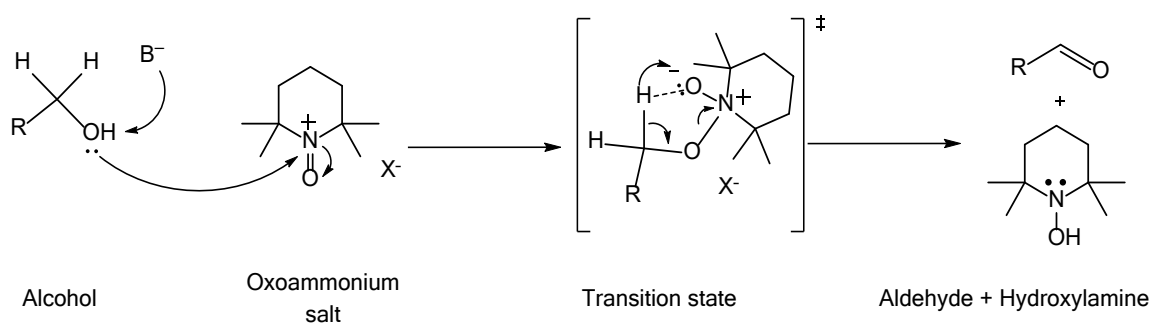 H H B⁻
R OH
N⁺
O
X⁻
‡
H O⁻ N⁺
H O
R X⁻
R O
+
N
OH
Alcohol
Oxoammonium
salt
Transition state
Aldehyde + Hydroxylamine